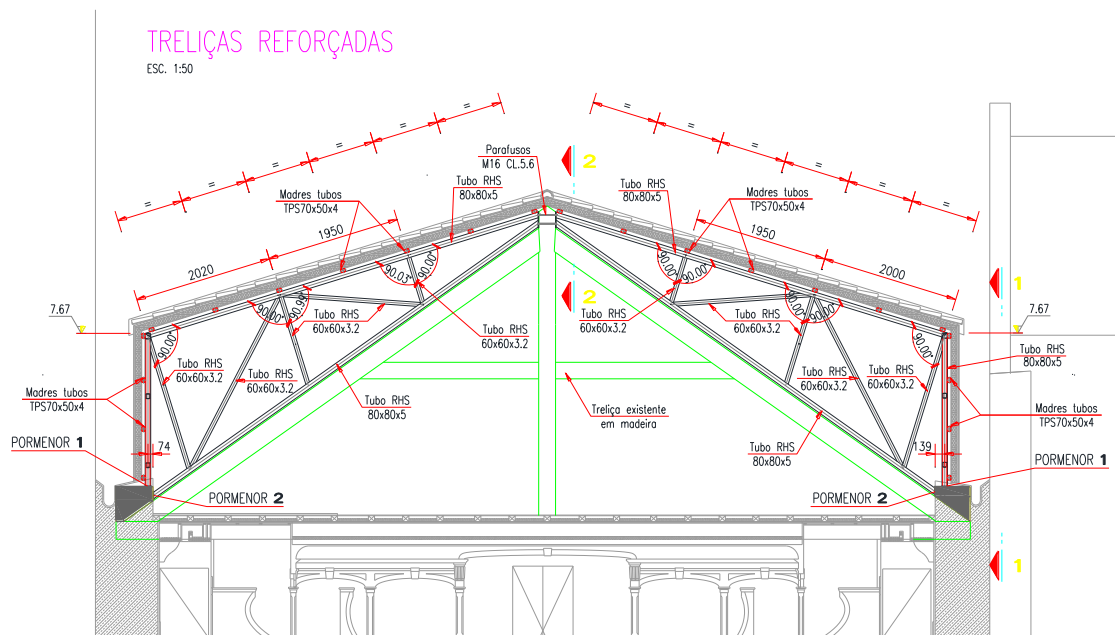 TRELIÇAS REFORÇADAS
ESC. 1:50
=
=
=
=
=
=
=
=
=
=
=
=
Parafusos
M16 CL.5.6
2
Tubo RHS
80x80x5
Tubo RHS
80x80x5
Madres tubos
TPS70x50x4
Madres tubos
TPS70x50x4
1950
1950
2020
2000
90.03°
90.00°
90.00°
90.00°
1
7.67
7.67
2
90.00°
90.99°
90.00°
90.00°
Tubo RHS
60x60x3.2
Tubo RHS
60x60x3.2
Tubo RHS
60x60x3.2
Tubo RHS
60x60x3.2
90.00°
90.00°
Tubo RHS
60x60x3.2
Tubo RHS
60x60x3.2
Tubo RHS
60x60x3.2
Tubo RHS
60x60x3.2
Tubo RHS
80x80x5
Madres tubos
TPS70x50x4
Tubo RHS
80x80x5
Treliça existente
em madeira
Madres tubos
TPS70x50x4
PORMENOR 1
74
Tubo RHS
80x80x5
139
PORMENOR 1
PORMENOR 2
PORMENOR 2
1